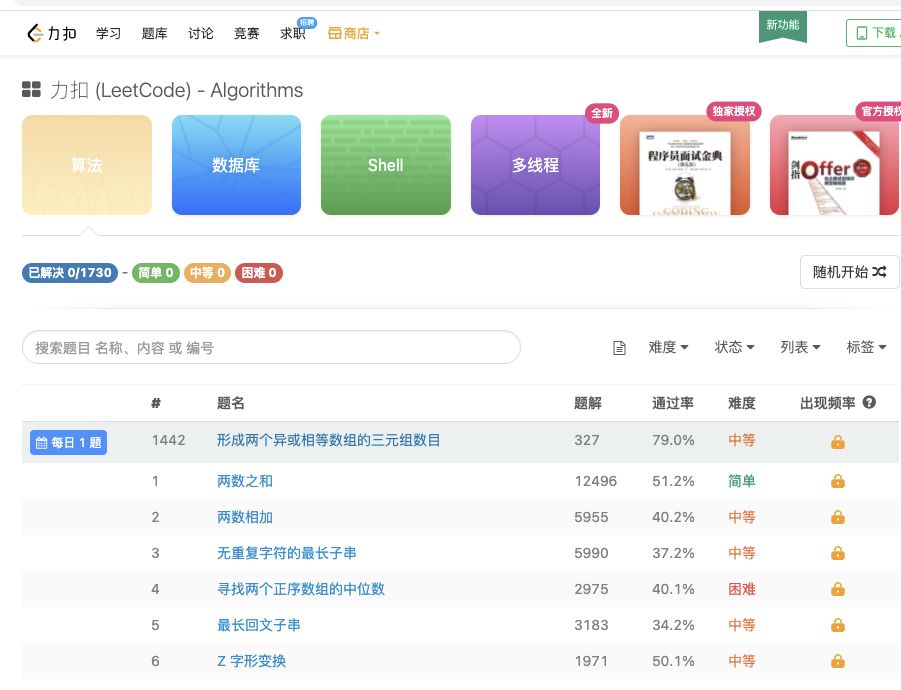 力扣 学习 题库 讨论 竞赛 求职 招聘 商店 新功能 下载
力扣 (LeetCode) - Algorithms
全新 独家授权 官方授权
算法 数据库 Shell 多线程 程序员面试金典 剑指Offer
(第6版)
CODING
已解决 0/1730 - 简单 0 中等 0 困难 0 随机开始
搜索题目 名称、内容 或 编号 难度 状态 列表 标签
# 题名 题解 通过率 难度 出现频率
每日 1 题 1442 形成两个异或相等数组的三元组数目 327 79.0% 中等
1 两数之和 12496 51.2% 简单
2 两数相加 5955 40.2% 中等
3 无重复字符的最长子串 5990 37.2% 中等
4 寻找两个正序数组的中位数 2975 40.1% 困难
5 最长回文子串 3183 34.2% 中等
6 Z 字形变换 1971 50.1% 中等